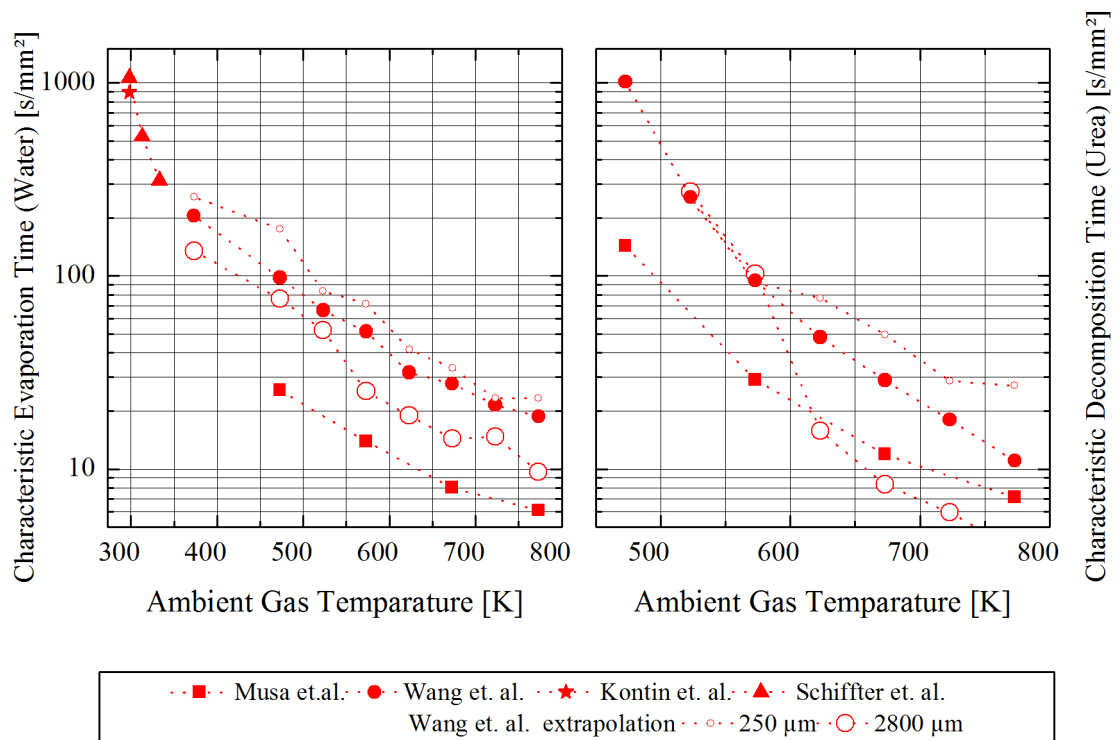 Characteristic Evaporation Time (Water) [s/mm²]
1000
100
10
300 400 500 600 700 800
Ambient Gas Temparature [K]
500 600 700 800
Ambient Gas Temparature [K]
Characteristic Decomposition Time (Urea) [s/mm²]
Musa et.al. Wang et. al. Kontin et. al. Schiffter et. al.
Wang et. al. extrapolation 250 µm 2800 µm